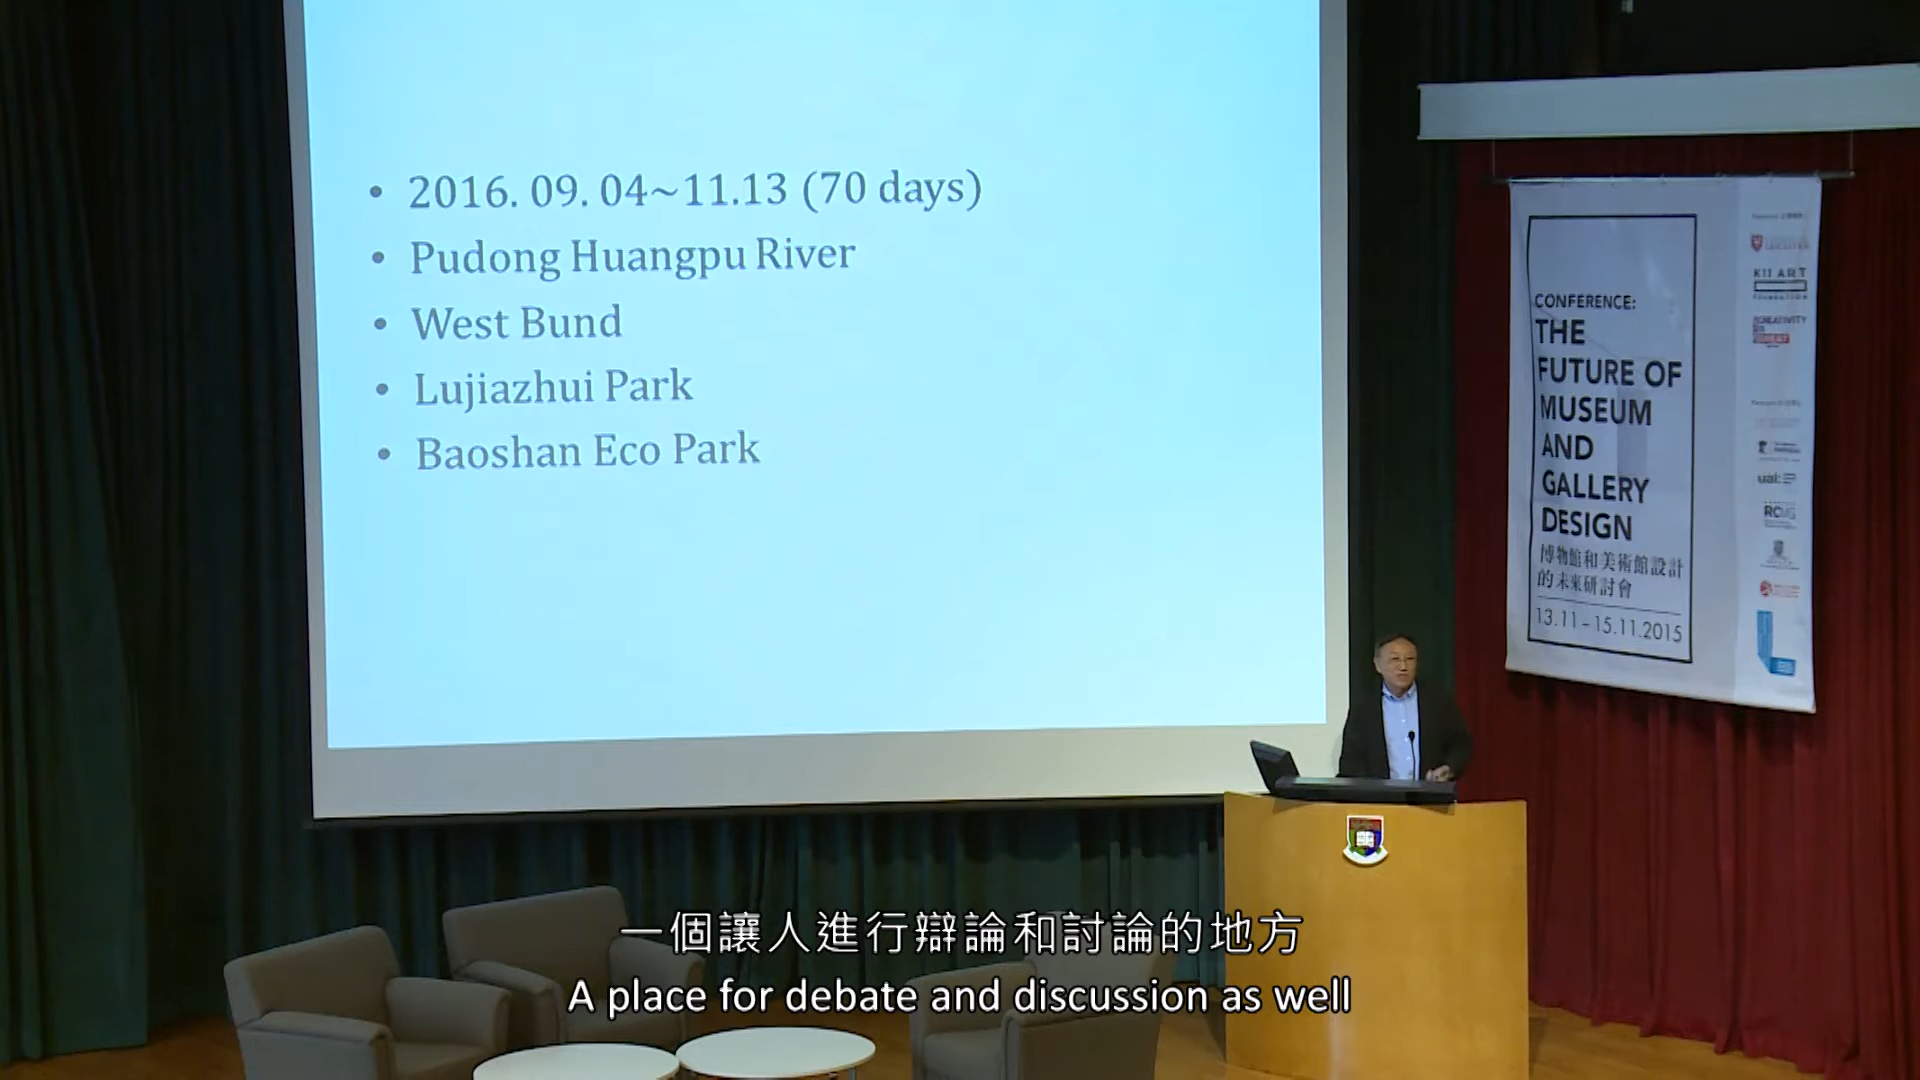 • 2016. 09. 04~11.13 (70 days)
• Pudong Huangpu River
• West Bund
• Lujiazhui Park
• Baoshan Eco Park
CONFERENCE:
THE
FUTURE OF
MUSEUM
AND
GALLERY
DESIGN
博物館和美術館設計
的未來研討會
13.11 – 15.11.2015
K11 ART
FOUNDATION
ual:
RCMG
一個讓人進行辯論和討論的地方
A place for debate and discussion as well